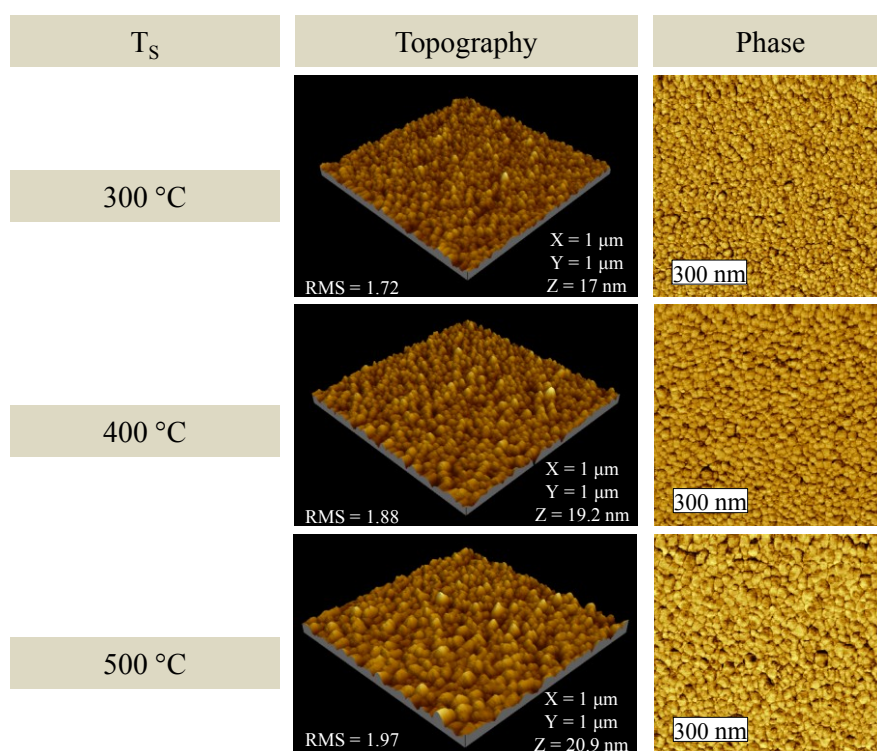 T_S Topography Phase
300 °C
X = 1 μm
Y = 1 μm
RMS = 1.72 Z = 17 nm
300 nm
400 °C
X = 1 μm
Y = 1 μm
RMS = 1.88 Z = 19.2 nm
300 nm
500 °C
X = 1 μm
Y = 1 μm
RMS = 1.97 Z = 20.9 nm
300 nm